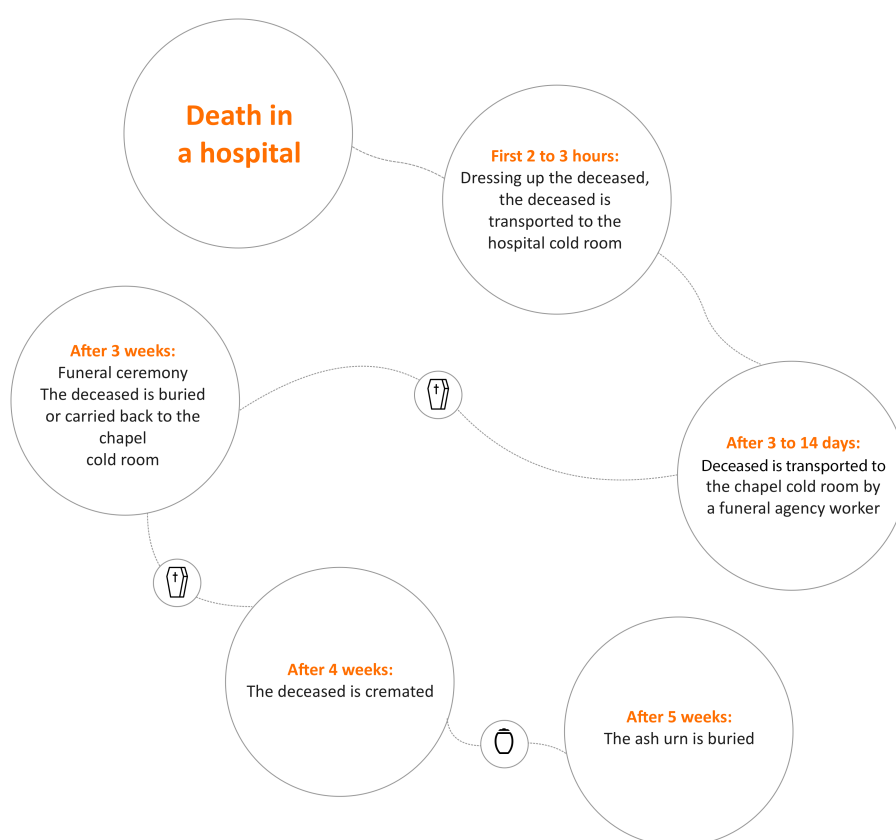 Death in
a hospital
First 2 to 3 hours:
Dressing up the deceased,
the deceased is
transported to the
hospital cold room
After 3 to 14 days:
Deceased is transported to
the chapel cold room by
a funeral agency worker
After 3 weeks:
Funeral ceremony
The deceased is buried
or carried back to the
chapel
cold room
After 4 weeks:
The deceased is cremated
After 5 weeks:
The ash urn is buried